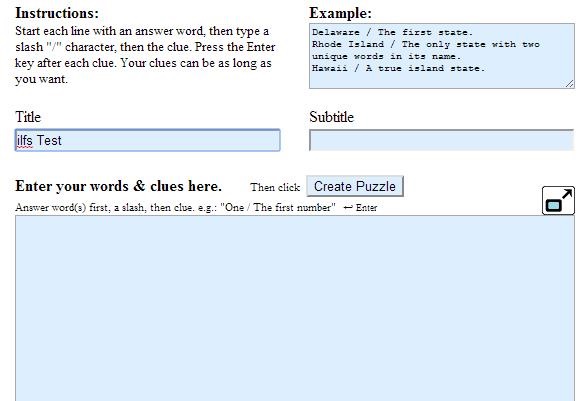 Instructions:
Start each line with an answer word, then type a
slash "/" character, then the clue. Press the Enter
key after each clue. Your clues can be as long as
you want.
Example:
Delaware / The first state.
Rhode Island / The only state with two
unique words in its name.
Hawaii / A true island state.
Title
ilfs Test
Subtitle
Enter your words & clues here. Then click Create Puzzle
Answer word(s) first, a slash, then clue. e.g.: "One / The first number" ↩ Enter